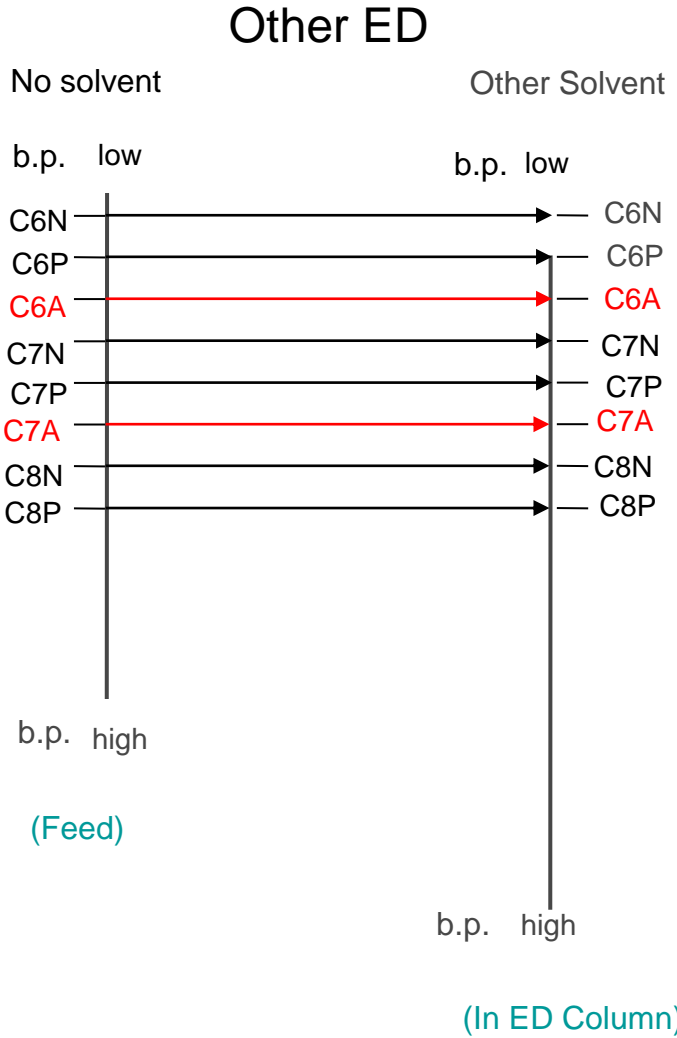 Other ED
No solvent
Other Solvent
b.p. low
b.p. low
C6N
C6N
C6P
C6P
C6A
C6A
C7N
C7N
C7P
C7P
C7A
C7A
C8N
C8N
C8P
C8P
b.p. high
(Feed)
b.p. high
(In ED Column)